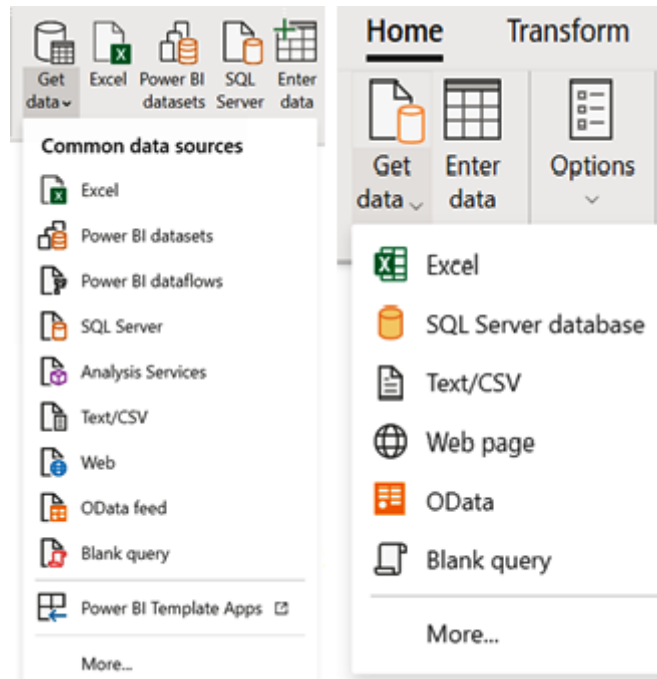 Get data
Excel
Power BI datasets
SQL Server
Enter data
Common data sources
Excel
Power BI datasets
Power BI dataflows
SQL Server
Analysis Services
Text/CSV
Web
OData feed
Blank query
Power BI Template Apps
More...
Home Transform
Get data
Enter data
Options
Excel
SQL Server database
Text/CSV
Web page
OData
Blank query
More...